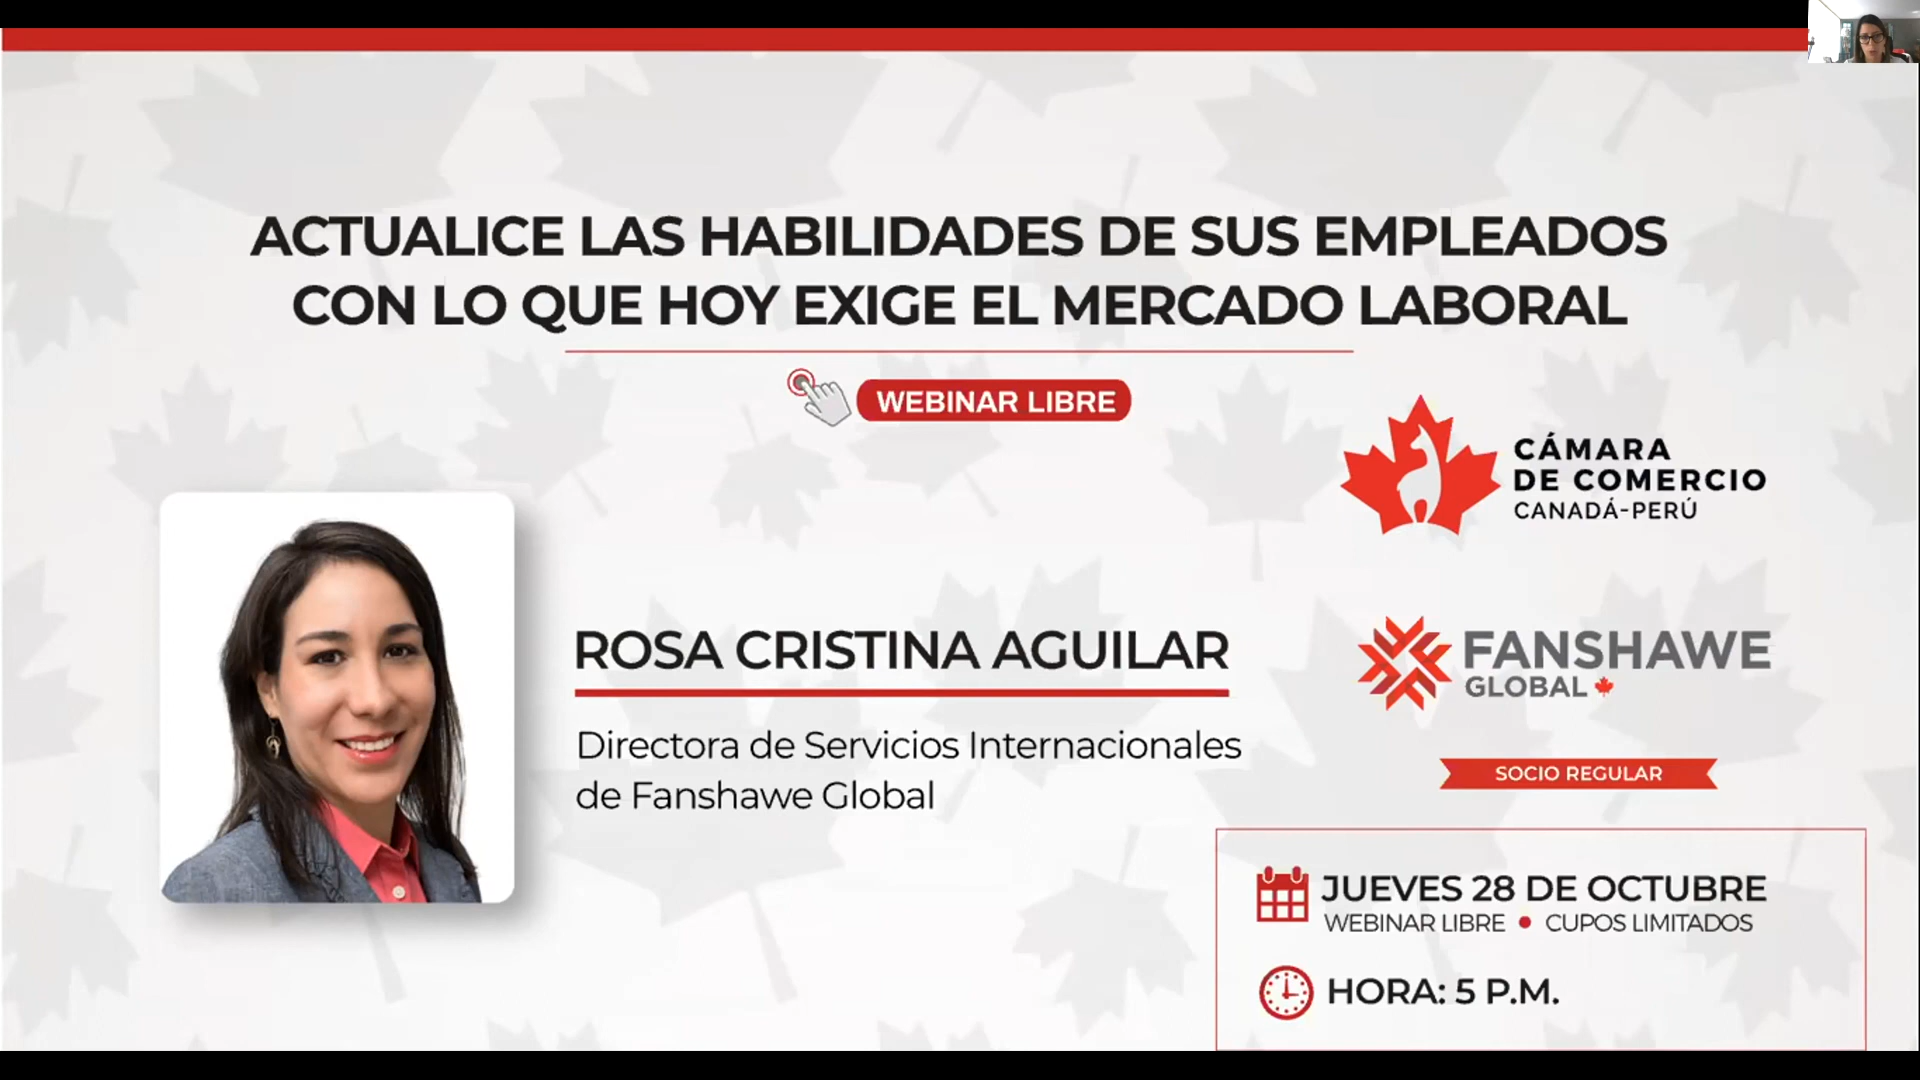 ACTUALICE LAS HABILIDADES DE SUS EMPLEADOS
CON LO QUE HOY EXIGE EL MERCADO LABORAL
WEBINAR LIBRE
CÁMARA
DE COMERCIO
CANADÁ-PERÚ
ROSA CRISTINA AGUILAR
Directora de Servicios Internacionales
de Fanshawe Global
FANSHAWE
GLOBAL
SOCIO REGULAR
JUEVES 28 DE OCTUBRE
WEBINAR LIBRE • CUPOS LIMITADOS
HORA: 5 P.M.